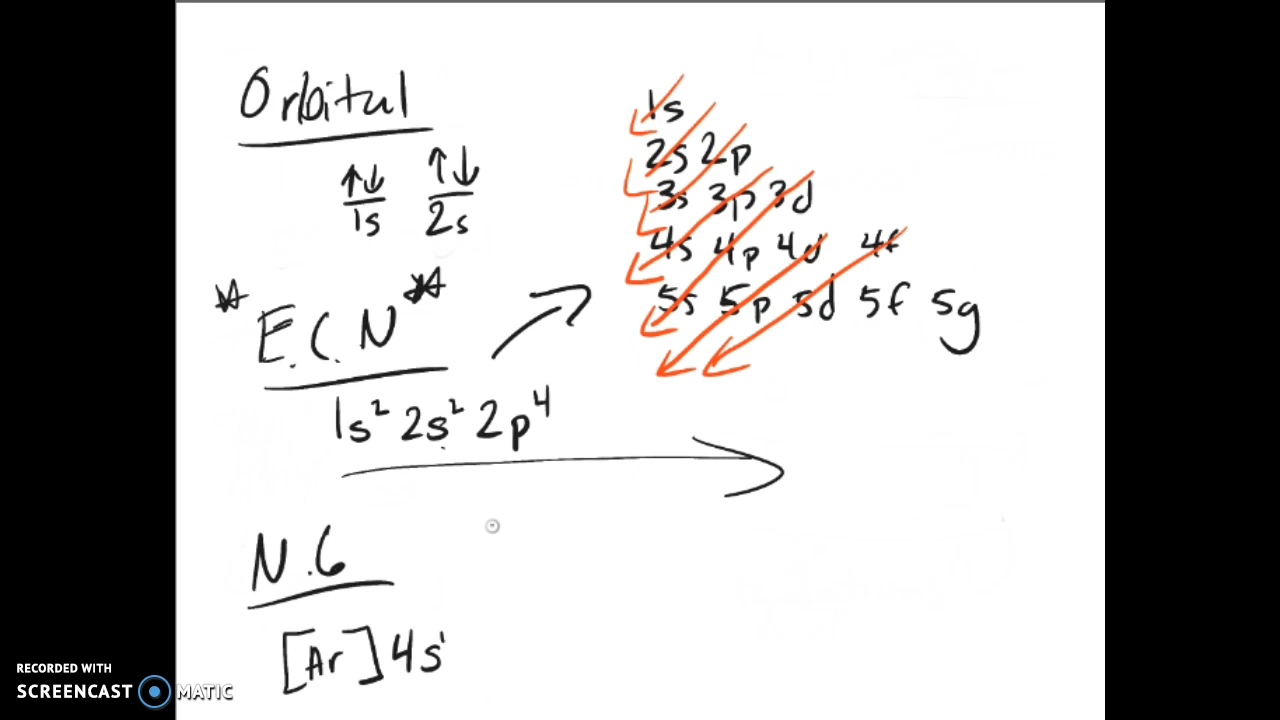 Orbital
↑↓ ↑↓
1s 2s
E.C.N
1s² 2s² 2p⁴
N.G
[Ar] 4s¹
1s
2s 2p
3s 3p 3d
4s 4p 4d 4f
5s 5p 5d 5f 5g
RECORDED WITH
SCREENCAST MATIC